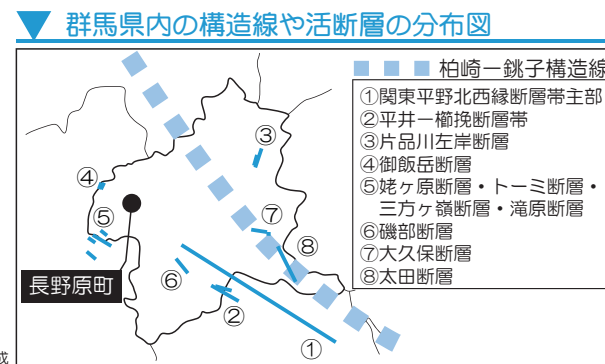 群馬県内の構造線や活断層の分布図
柏崎ー銚子構造線
①関東平野北西縁断層帯主部
②平井ー櫛挽断層帯
③片品川左岸断層
④御飯岳断層
⑤姥ヶ原断層・トーミ断層・
三方ヶ嶺断層・滝原断層
⑥磯部断層
⑦大久保断層
⑧太田断層
③
④
⑤
⑦
⑧
長野原町
⑥
②
①
成